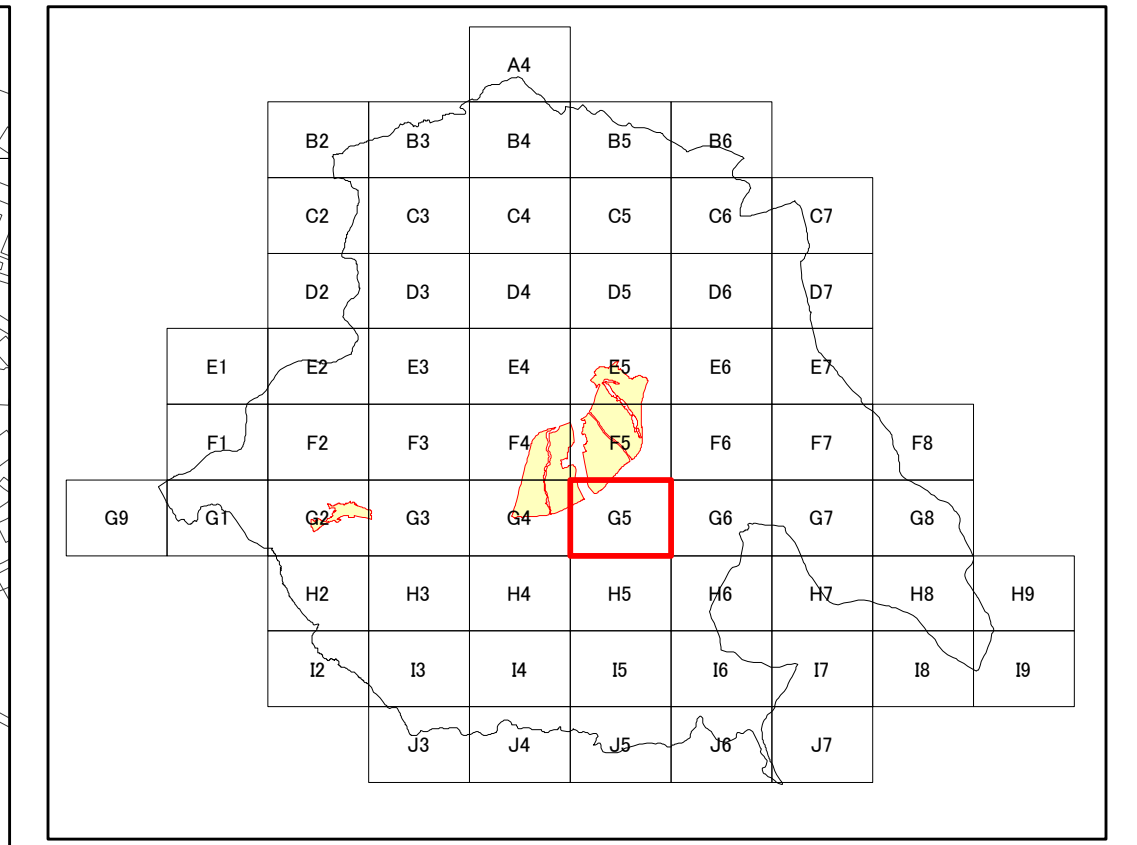 A4
B2 B3 B4 B5 B6
C2 C3 C4 C5 C6 C7
D2 D3 D4 D5 D6 D7
E1 E2 E3 E4 E5 E6 E7
F1 F2 F3 F4 F5 F6 F7 F8
G9 G1 G2 G3 G4 G5 G6 G7 G8
H2 H3 H4 H5 H6 H7 H8 H9
I2 I3 I4 I5 I6 I7 I8 I9
J3 J4 J5 J6 J7